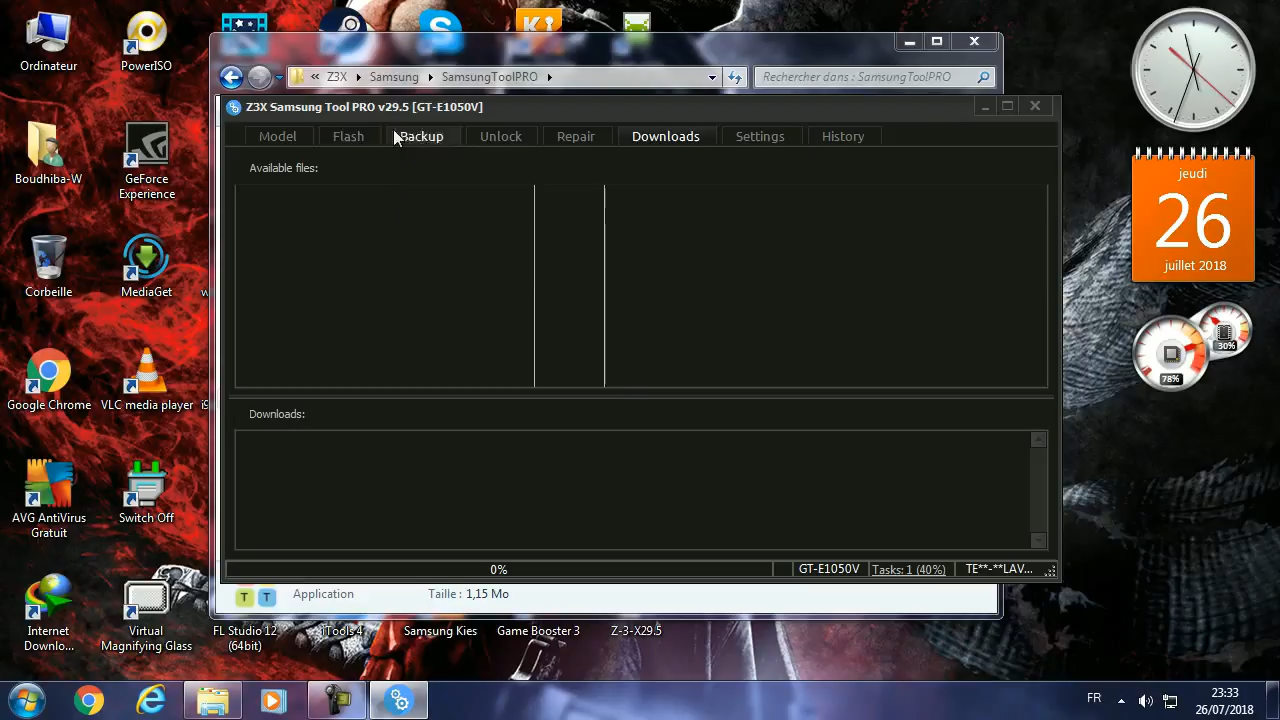 Ordinateur
PowerISO
Boudhiba-W
GeForce
Experience
Corbeille
MediaGet
Google Chrome
VLC media player
AVG AntiVirus
Gratuit
Switch Off
Internet
Downlo...
Virtual
Magnifying Glass
FL Studio 12
(64bit)
iTools 4
Samsung Kies
Game Booster 3
Z-3-X29.5
« Z3X Samsung SamsungToolPRO
Rechercher dans : SamsungToolPRO
Z3X Samsung Tool PRO v29.5 [GT-E1050V]
Model Flash Backup Unlock Repair Downloads Settings History
Available files:
Downloads:
0% GT-E1050V Tasks: 1 (40%) TE**-**LAV...
T T Application Taille : 1,15 Mo
jeudi
26
juillet 2018
30%
78%
FR
23:33
26/07/2018